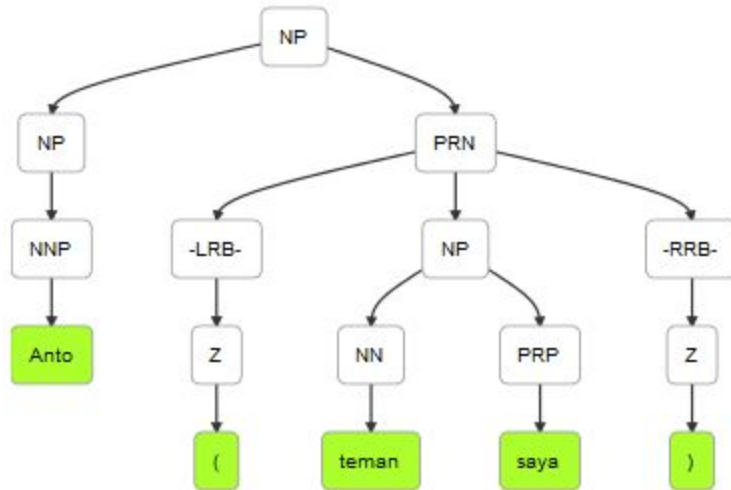 NP
NP PRN
NNP -LRB- NP -RRB-
Anto Z NN PRP Z
( teman saya )